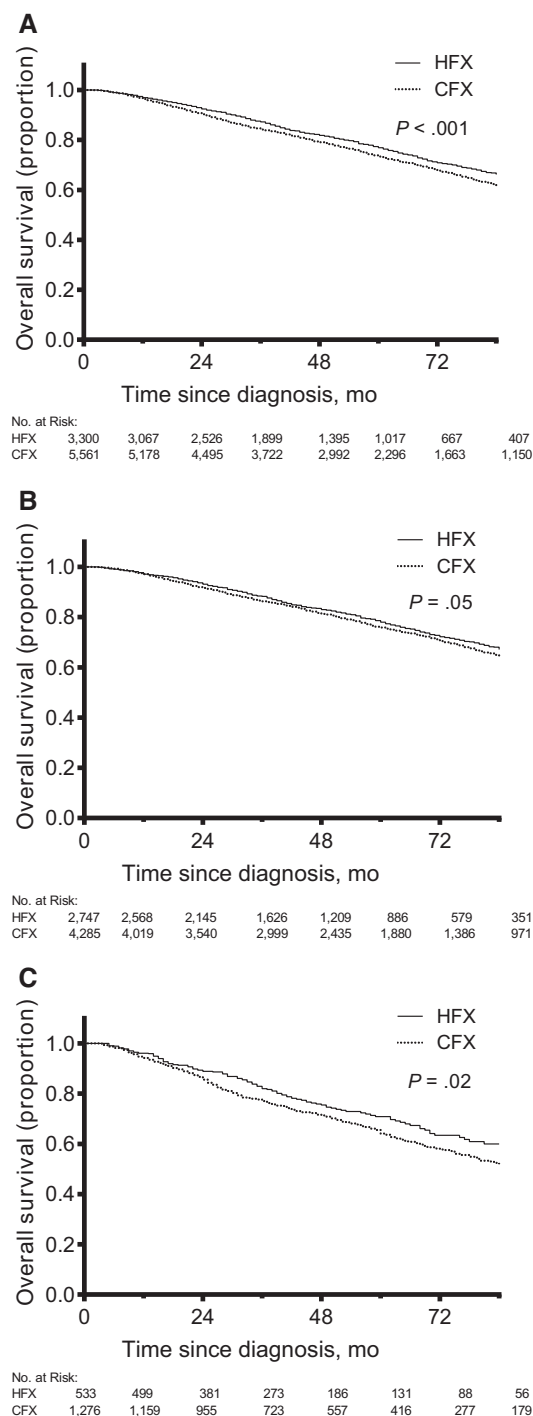 A
Overall survival (proportion)
HFX
CFX
P < .001
1.0
0.8
0.6
0.4
0.2
0.0
0 24 48 72
Time since diagnosis, mo
No. at Risk:
HFX 3,300 3,067 2,526 1,899 1,395 1,017 667 407
CFX 5,561 5,178 4,495 3,722 2,992 2,296 1,663 1,150
B
Overall survival (proportion)
HFX
CFX
P = .05
1.0
0.8
0.6
0.4
0.2
0.0
0 24 48 72
Time since diagnosis, mo
No. at Risk:
HFX 2,747 2,568 2,145 1,626 1,209 886 579 351
CFX 4,285 4,019 3,540 2,999 2,435 1,880 1,386 971
C
Overall survival (proportion)
HFX
CFX
P = .02
1.0
0.8
0.6
0.4
0.2
0.0
0 24 48 72
Time since diagnosis, mo
No. at Risk:
HFX 533 499 381 273 186 131 88 56
CFX 1,276 1,159 955 723 557 416 277 179